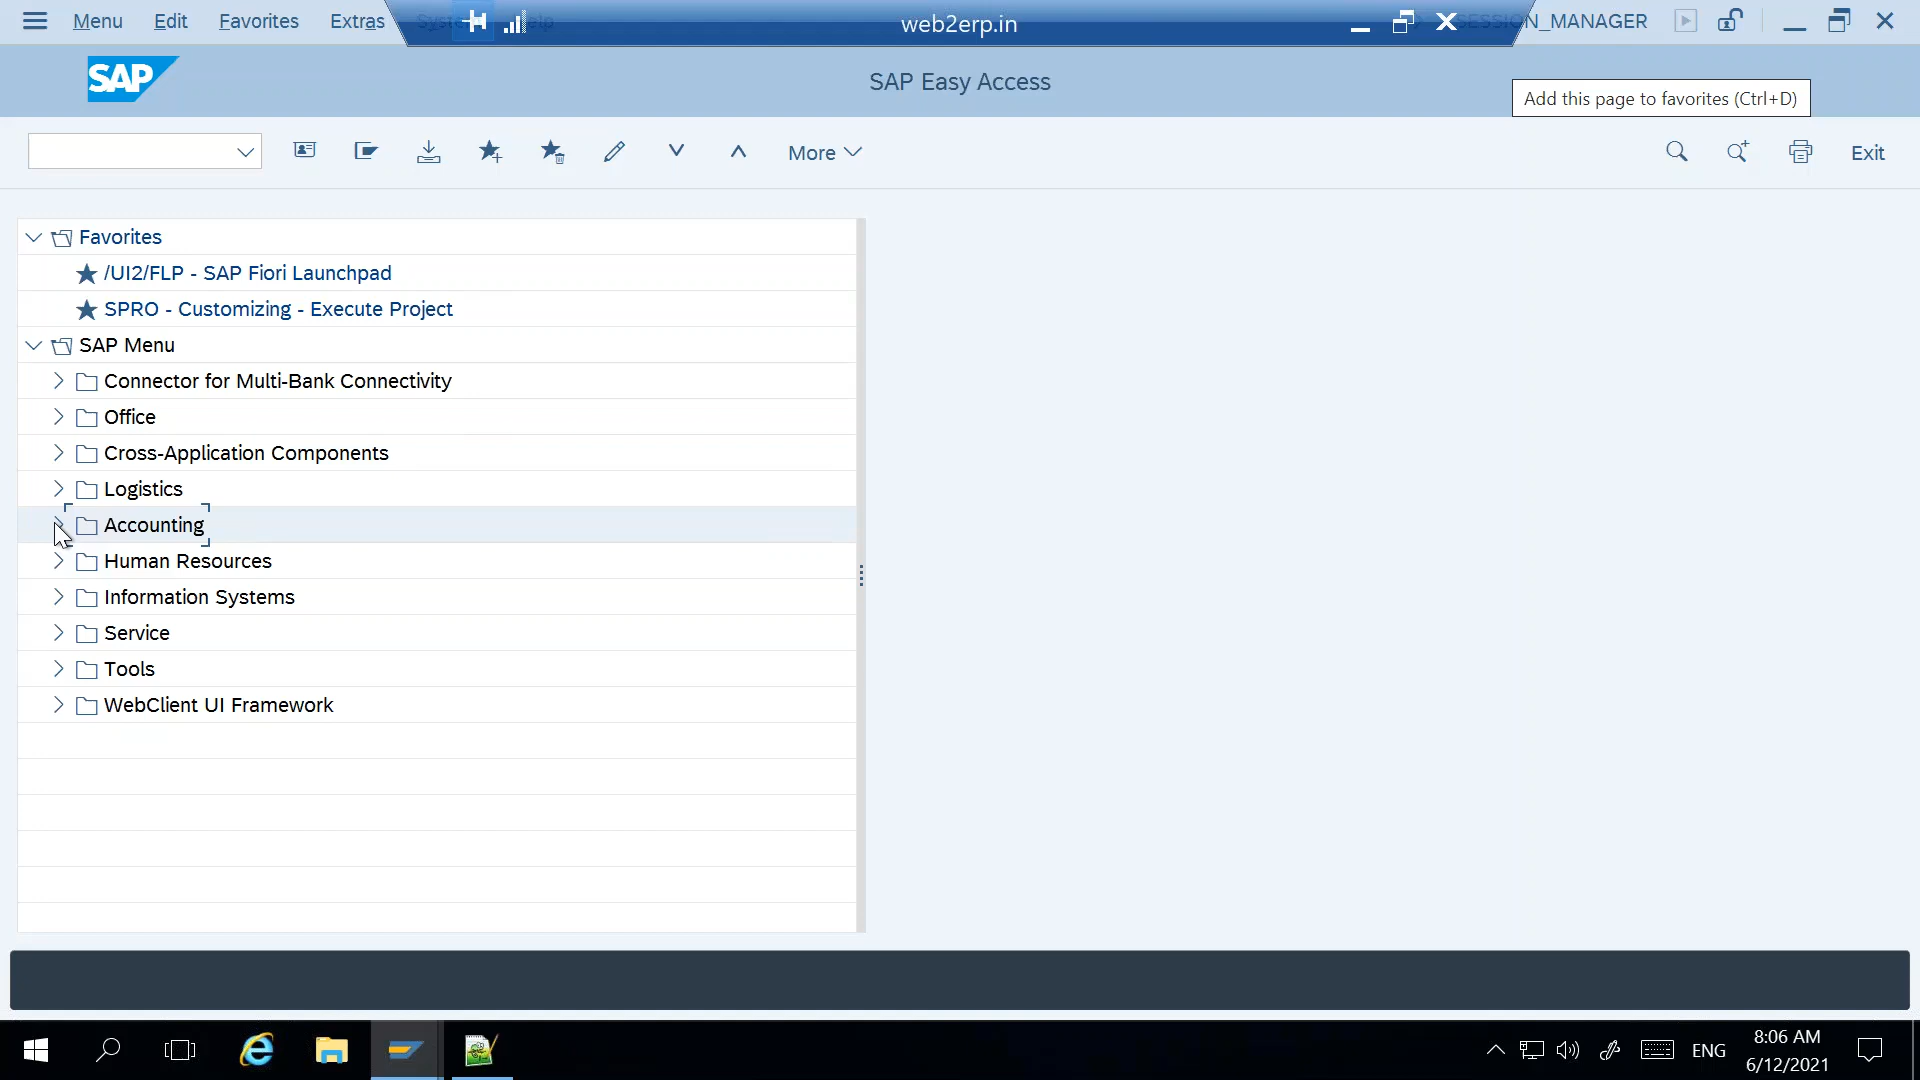 Menu Edit Favorites Extras System Help web2erp.in SESSION_MANAGER
SAP
SAP Easy Access
Add this page to favorites (Ctrl+D)
More
Exit
Favorites
/UI2/FLP - SAP Fiori Launchpad
SPRO - Customizing - Execute Project
SAP Menu
Connector for Multi-Bank Connectivity
Office
Cross-Application Components
Logistics
Accounting
Human Resources
Information Systems
Service
Tools
WebClient UI Framework
ENG
8:06 AM
6/12/2021